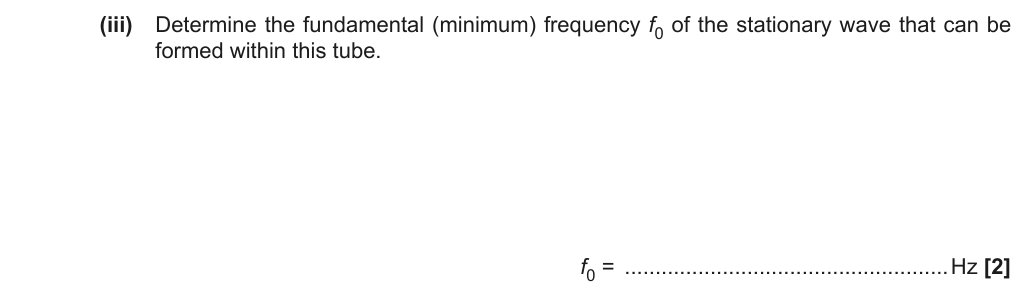 (iii) Determine the fundamental (minimum) frequency f₀ of the stationary wave that can be
formed within this tube.
f₀ = .................................................... Hz [2]